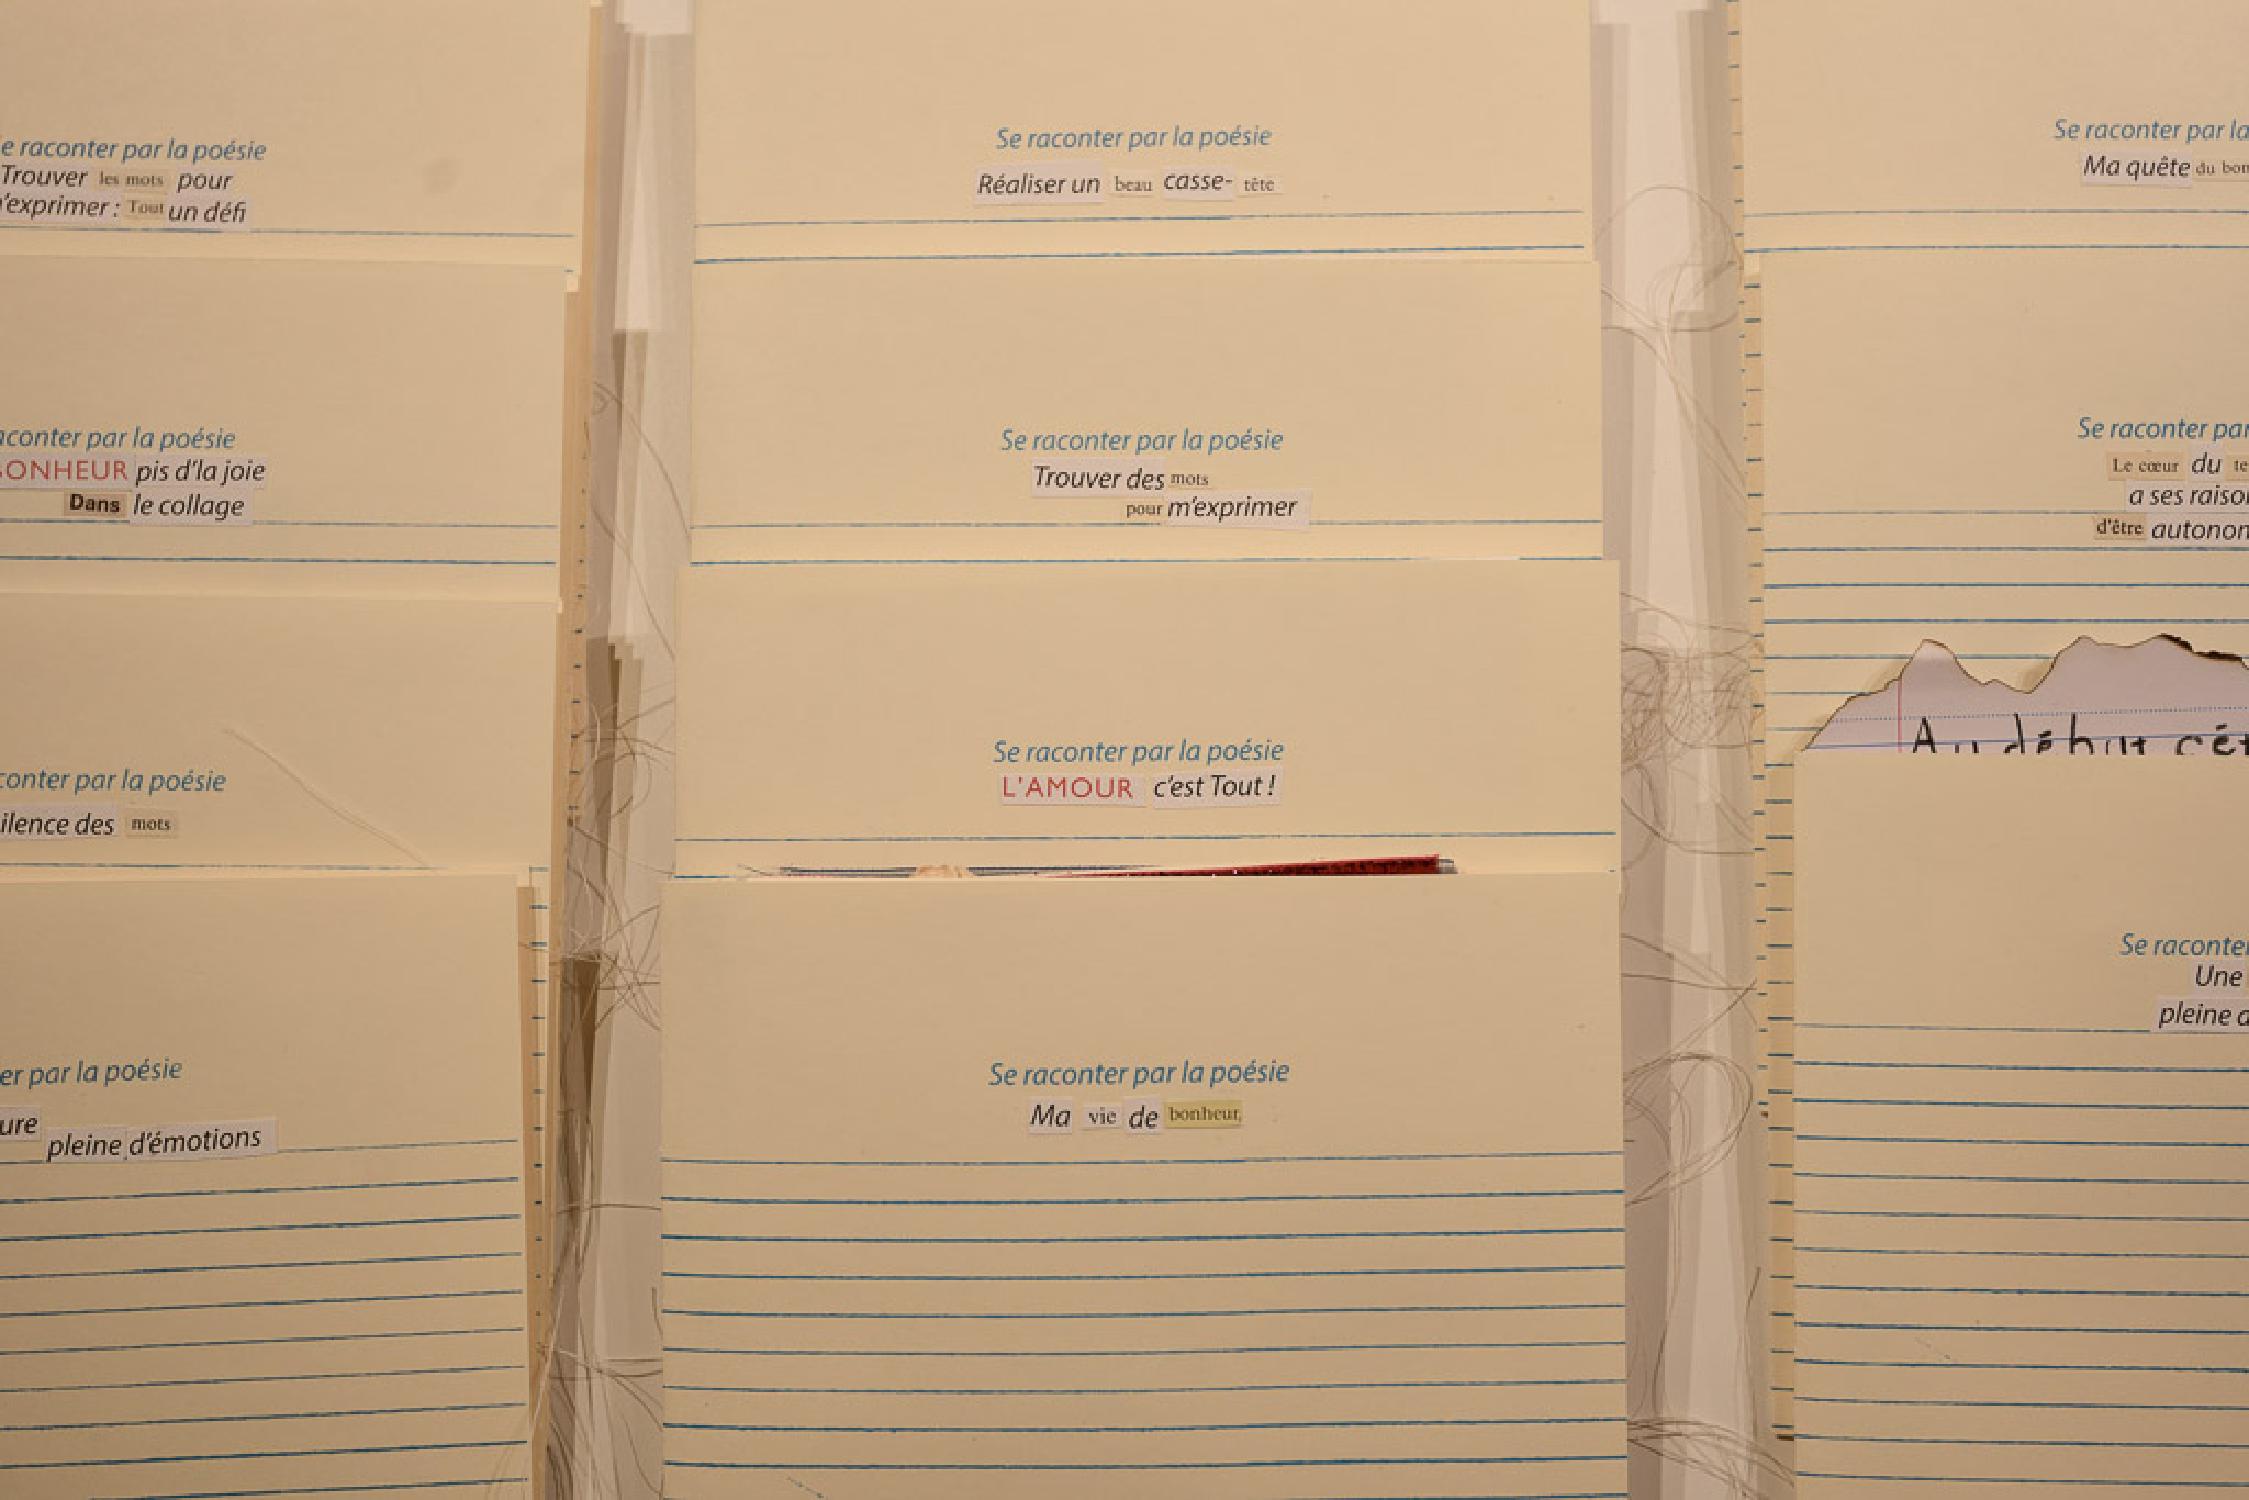 e raconter par la poésie
Trouver les mots pour
'exprimer : Tout un défi
conter par la poésie
BONHEUR pis d'la joie
Dans le collage
conter par la poésie
ilence des mots
er par la poésie
ure
pleine d'émotions
Se raconter par la poésie
Réaliser un beau casse-tête
Se raconter par la poésie
Trouver des mots
pour m'exprimer
Se raconter par la poésie
L'AMOUR c'est Tout !
Se raconter par la poésie
Ma vie de bonheur,
Se raconter par la
Ma quête du bon
Se raconter par
Le cœur du te
a ses raiso
d'être autonom
Au début cét
Se raconter
Une
pleine d